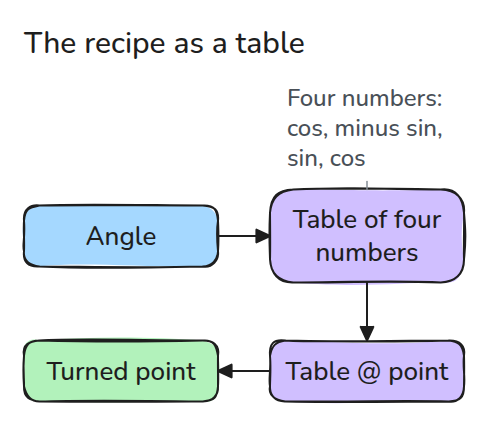 The recipe as a table
Four numbers:
cos, minus sin,
sin, cos
Angle
Table of four
numbers
Turned point
Table @ point